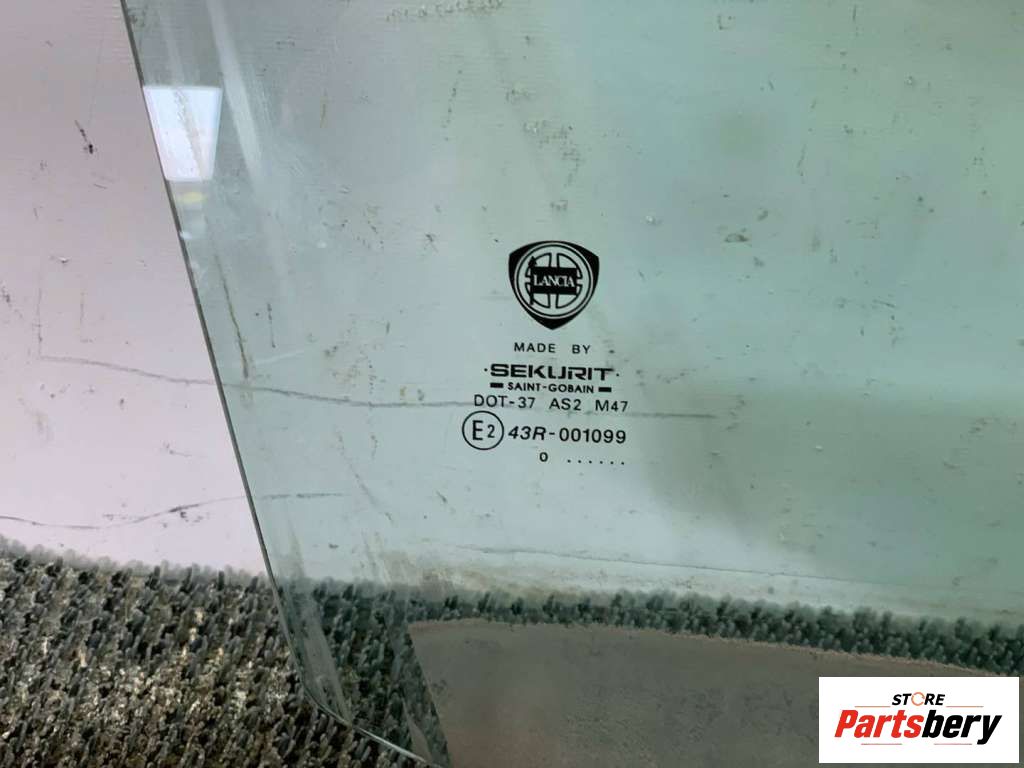 LANCIA
MADE BY
·SEKURIT·
SAINT-GOBAIN
DOT-37 AS2 M47
E2 43R-001099
0 ......
STORE
Partsbery